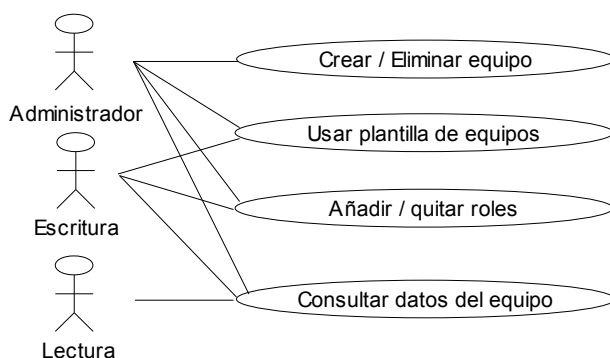 Crear / Eliminar equipo
Administrador
Usar plantilla de equipos
Añadir / quitar roles
Escritura
Consultar datos del equipo
Lectura